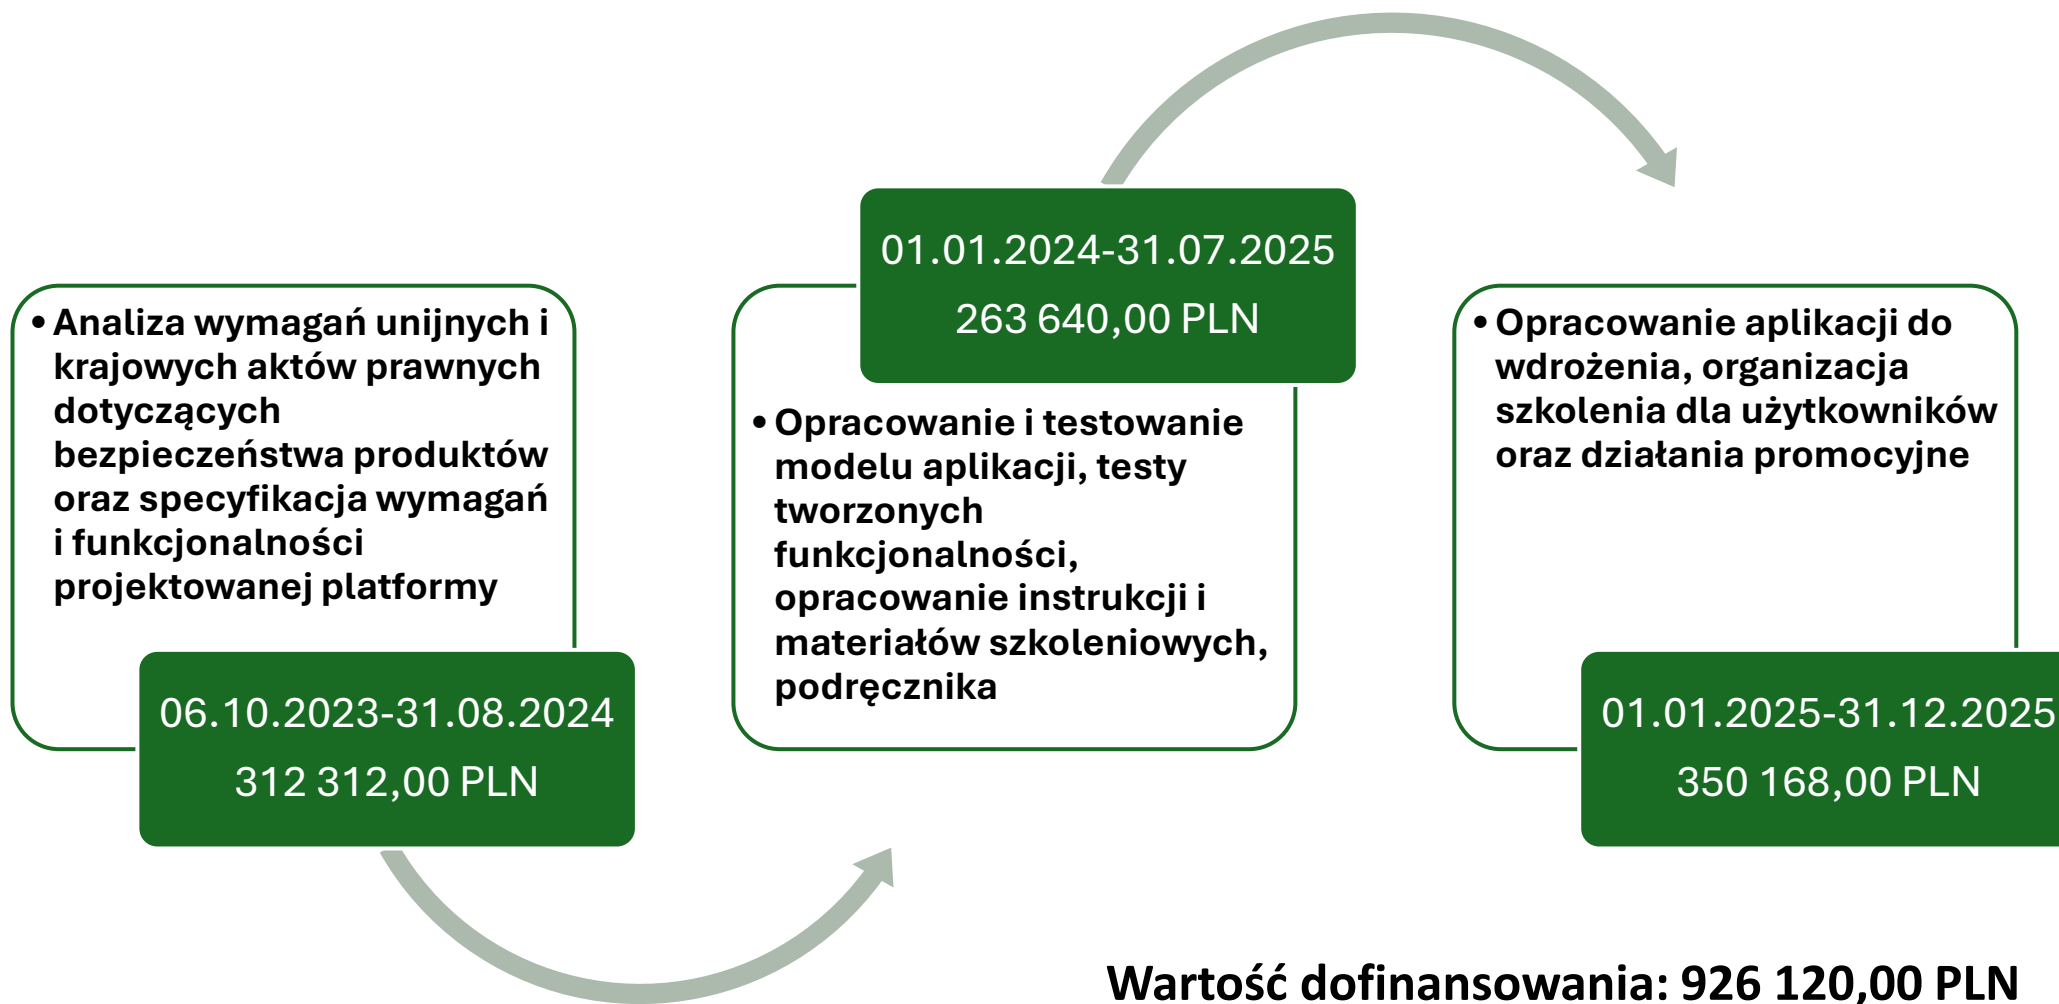 • Analiza wymagań unijnych i
krajowych aktów prawnych
dotyczących
bezpieczeństwa produktów
oraz specyfikacja wymagań
i funkcjonalności
projektowanej platformy
06.10.2023-31.08.2024
312 312,00 PLN
01.01.2024-31.07.2025
263 640,00 PLN
• Opracowanie i testowanie
modelu aplikacji, testy
tworzonych
funkcjonalności,
opracowanie instrukcji i
materiałów szkoleniowych,
podręcznika
• Opracowanie aplikacji do
wdrożenia, organizacja
szkolenia dla użytkowników
oraz działania promocyjne
01.01.2025-31.12.2025
350 168,00 PLN
Wartość dofinansowania: 926 120,00 PLN